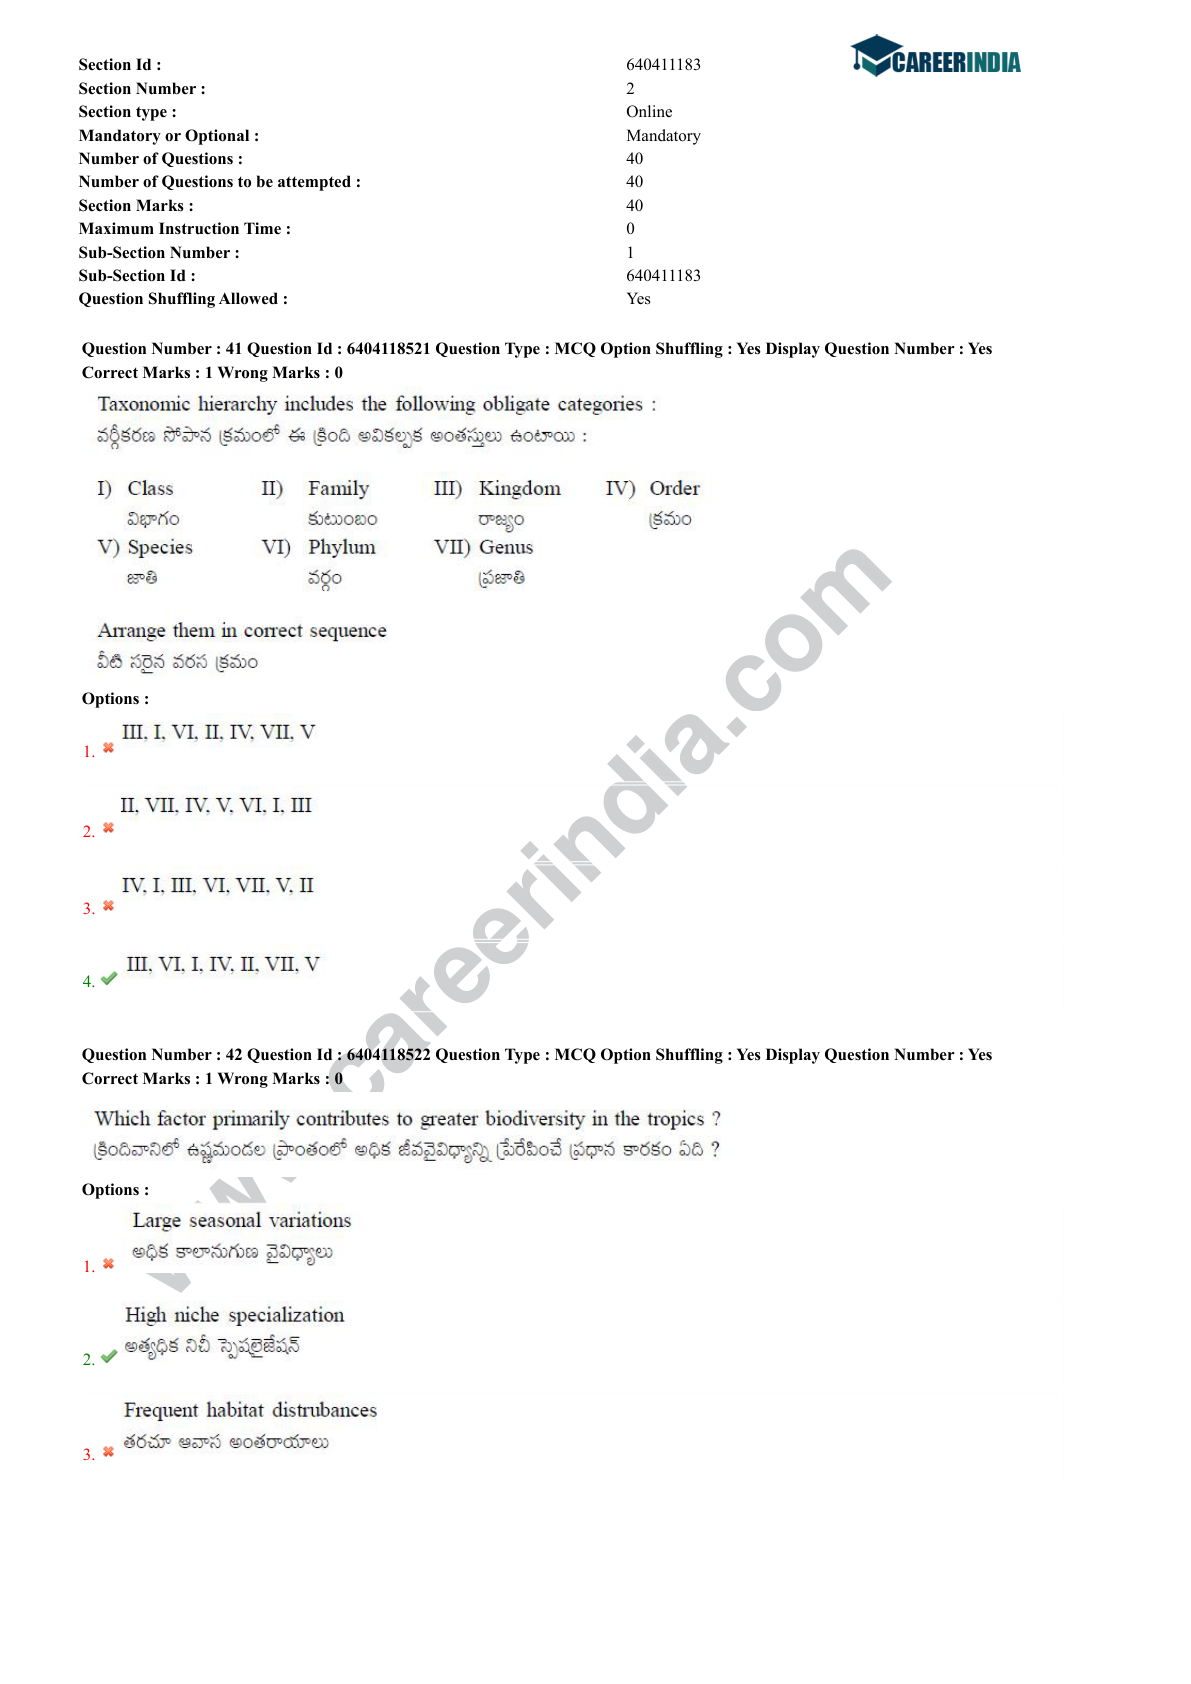 CAREERINDIA
Section Id : 640411183
Section Number : 2
Section type : Online
Mandatory or Optional : Mandatory
Number of Questions : 40
Number of Questions to be attempted : 40
Section Marks : 40
Maximum Instruction Time : 0
Sub-Section Number : 1
Sub-Section Id : 640411183
Question Shuffling Allowed : Yes
Question Number : 41 Question Id : 6404118521 Question Type : MCQ Option Shuffling : Yes Display Question Number : Yes
Correct Marks : 1 Wrong Marks : 0
Taxonomic hierarchy includes the following obligate categories :
వర్గీకరణ సోపాన క్రమంలో ఈ క్రింది అవికల్పక అంతస్తులు ఉంటాయి :
I) Class II) Family III) Kingdom IV) Order
విభాగం కుటుంబం రాజ్యం క్రమం
V) Species VI) Phylum VII) Genus
జాతి వర్గం ప్రజాతి
Arrange them in correct sequence
వీటి సరైన వరస క్రమం
Options :
III, I, VI, II, IV, VII, V
1.
II, VII, IV, V, VI, I, III
2.
IV, I, III, VI, VII, V, II
3.
III, VI, I, IV, II, VII, V
4.
Question Number : 42 Question Id : 6404118522 Question Type : MCQ Option Shuffling : Yes Display Question Number : Yes
Correct Marks : 1 Wrong Marks : 0
Which factor primarily contributes to greater biodiversity in the tropics ?
క్రిందివానిలో ఉష్ణమండల ప్రాంతంలో అధిక జీవవైవిధ్యాన్ని ప్రేరేపించే ప్రధాన కారకం ఏది ?
Options :
Large seasonal variations
అధిక కాలానుగుణ వైవిధ్యాలు
1.
High niche specialization
అత్యధిక నిచీ స్పెషలైజేషన్
2.
Frequent habitat distrubances
తరచూ ఆవాస అంతరాయాలు
3.
careerindia.com